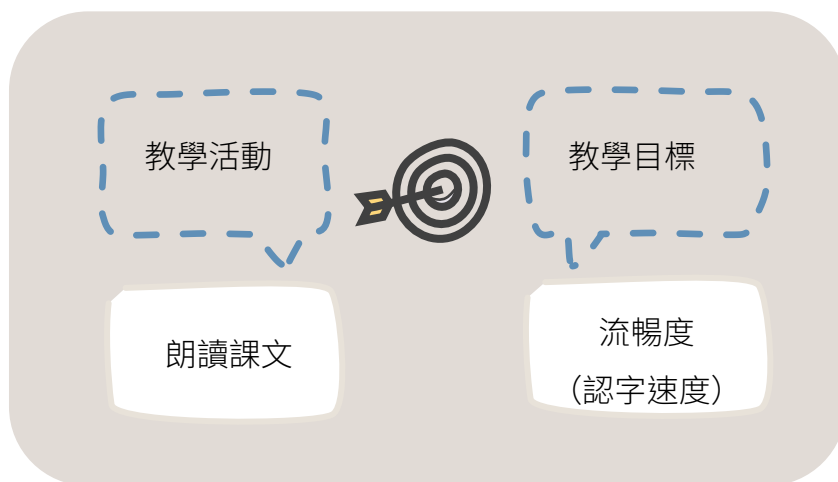 教學活動
教學目標
朗讀課文
流暢度
（認字速度）